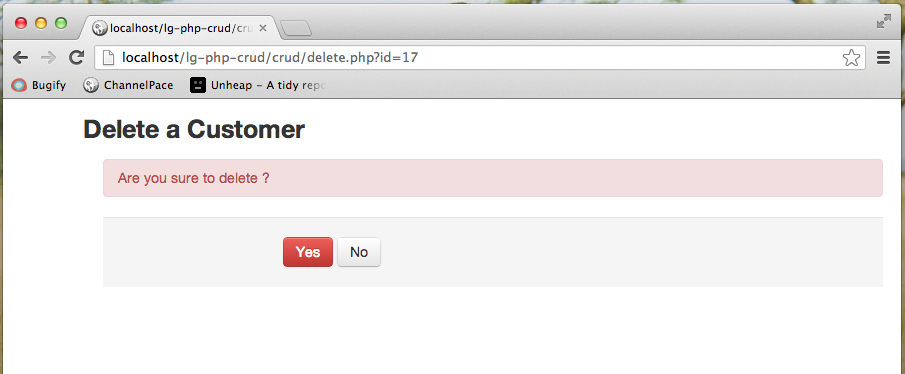 localhost/lg-php-crud/cru
localhost/lg-php-crud/crud/delete.php?id=17
Bugify ChannelPace Unheap – A tidy repo
Delete a Customer
Are you sure to delete ?
Yes No